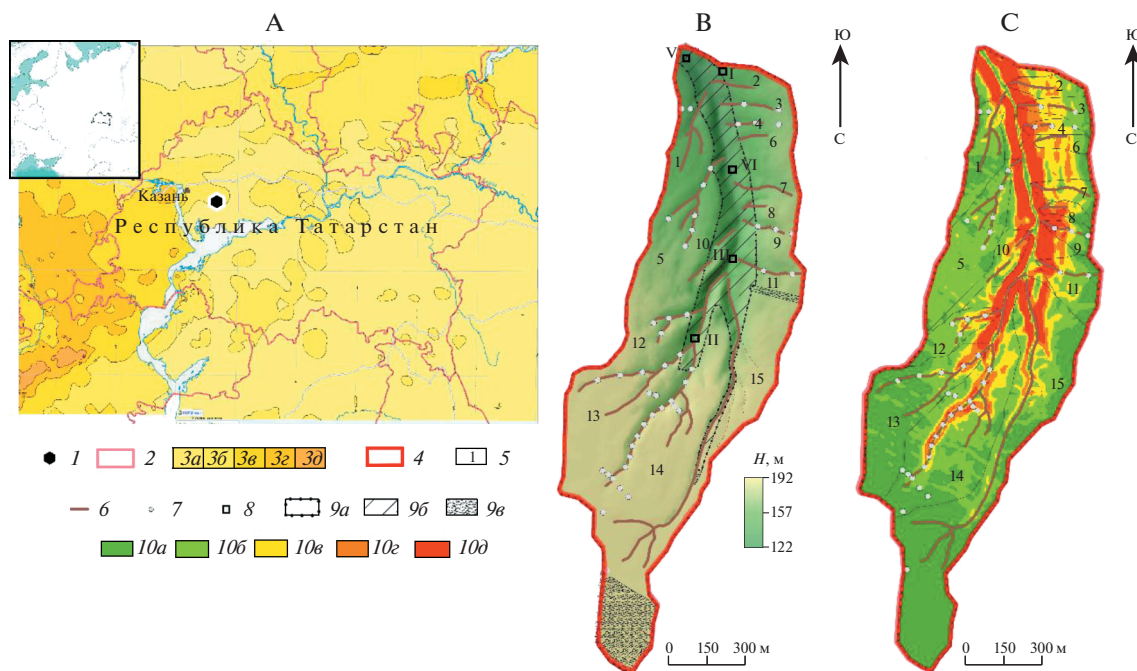 A
B
C
Казань
Республика Татарстан
1
2
3а 3б 3в 3г 3д
4
1 5
6
7
8
9а
9б
9в
10а
10б
10в
10г
10д
V
I
2
3
4
6
1
VI
7
8
10
9
III
5
11
II
12
15
13
14
H, м
192
157
122
0 150 300 м
Ю
С
2
3
4
6
1
7
8
10
9
5
11
12
15
13
14
0 150 300 м
Ю
С